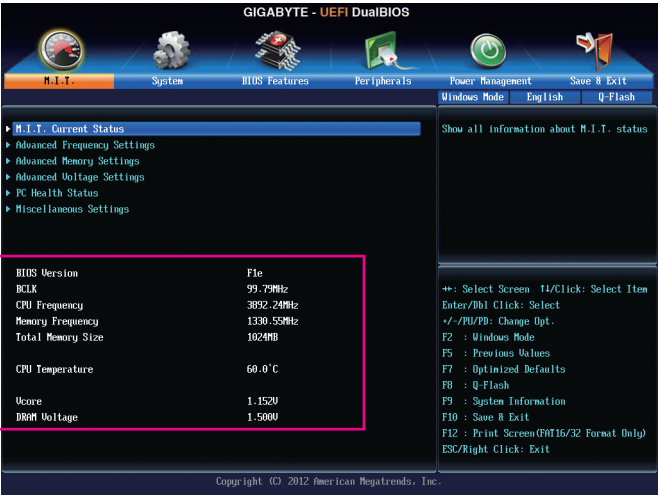 GIGABYTE - UEFI DualBIOS
M.I.T. System BIOS Features Peripherals Power Management Save & Exit
Windows Mode English Q-Flash
M.I.T. Current Status
Advanced Frequency Settings
Advanced Memory Settings
Advanced Voltage Settings
PC Health Status
Miscellaneous Settings
Show all information about M.I.T. status
BIOS Version F1e
BCLK 99.79MHz
CPU Frequency 3892.24MHz
Memory Frequency 1330.55MHz
Total Memory Size 1024MB
CPU Temperature 60.0°C
Vcore 1.152V
DRAM Voltage 1.500V
↔: Select Screen ↑↓/Click: Select Item
Enter/Dbl Click: Select
+/-/PU/PD: Change Opt.
F2 : Windows Mode
F5 : Previous Values
F7 : Optimized Defaults
F8 : Q-Flash
F9 : System Information
F10 : Save & Exit
F12 : Print Screen(FAT16/32 Format Only)
ESC/Right Click: Exit
Copyright (C) 2012 American Megatrends, Inc.